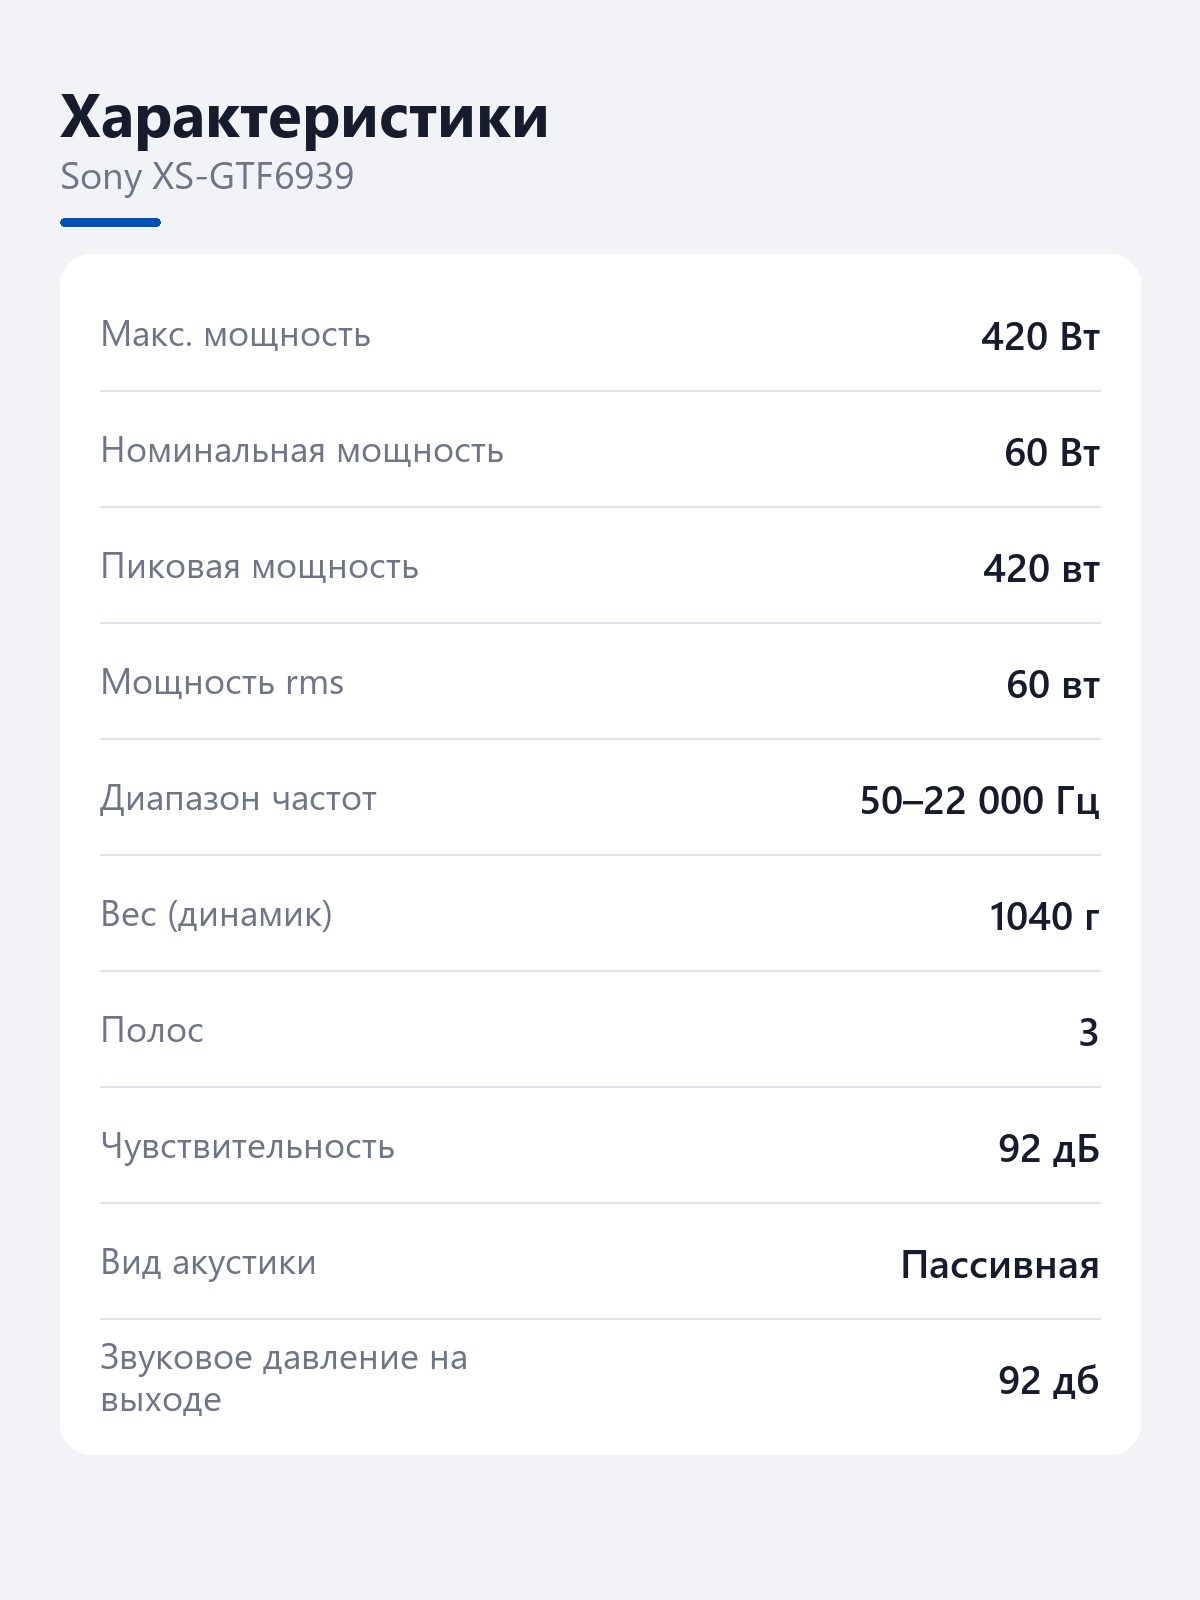 Характеристики
Sony XS-GTF6939
Макс. мощность 420 Вт
Номинальная мощность 60 Вт
Пиковая мощность 420 вт
Мощность rms 60 вт
Диапазон частот 50–22 000 Гц
Вес (динамик) 1040 г
Полос 3
Чувствительность 92 дБ
Вид акустики Пассивная
Звуковое давление на
выходе 92 дб